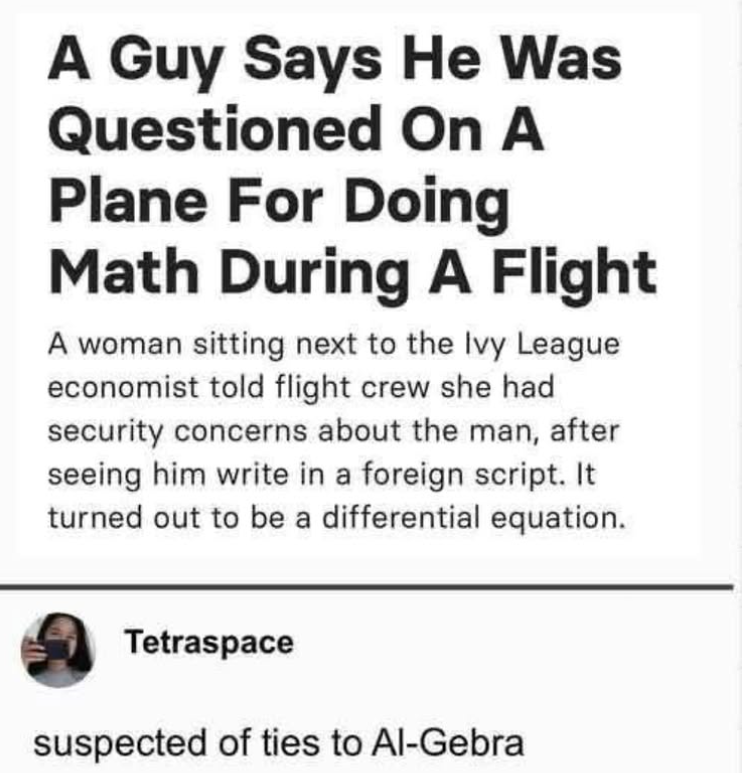 A Guy Says He Was
Questioned On A
Plane For Doing
Math During A Flight
A woman sitting next to the Ivy League
economist told flight crew she had
security concerns about the man, after
seeing him write in a foreign script. It
turned out to be a differential equation.
Tetraspace
suspected of ties to Al-Gebra